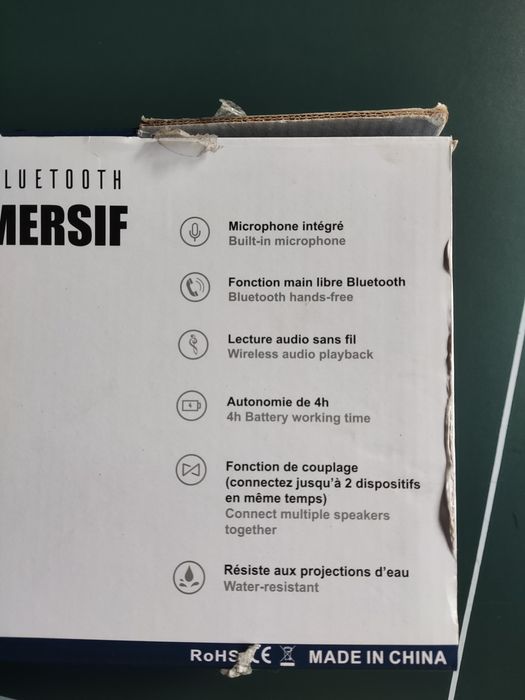 LUETOOTH
MERSIF
Microphone intégré
Built-in microphone
Fonction main libre Bluetooth
Bluetooth hands-free
Lecture audio sans fil
Wireless audio playback
Autonomie de 4h
4h Battery working time
Fonction de couplage
(connectez jusqu'à 2 dispositifs
en même temps)
Connect multiple speakers
together
Résiste aux projections d'eau
Water-resistant
RoHS CE MADE IN CHINA